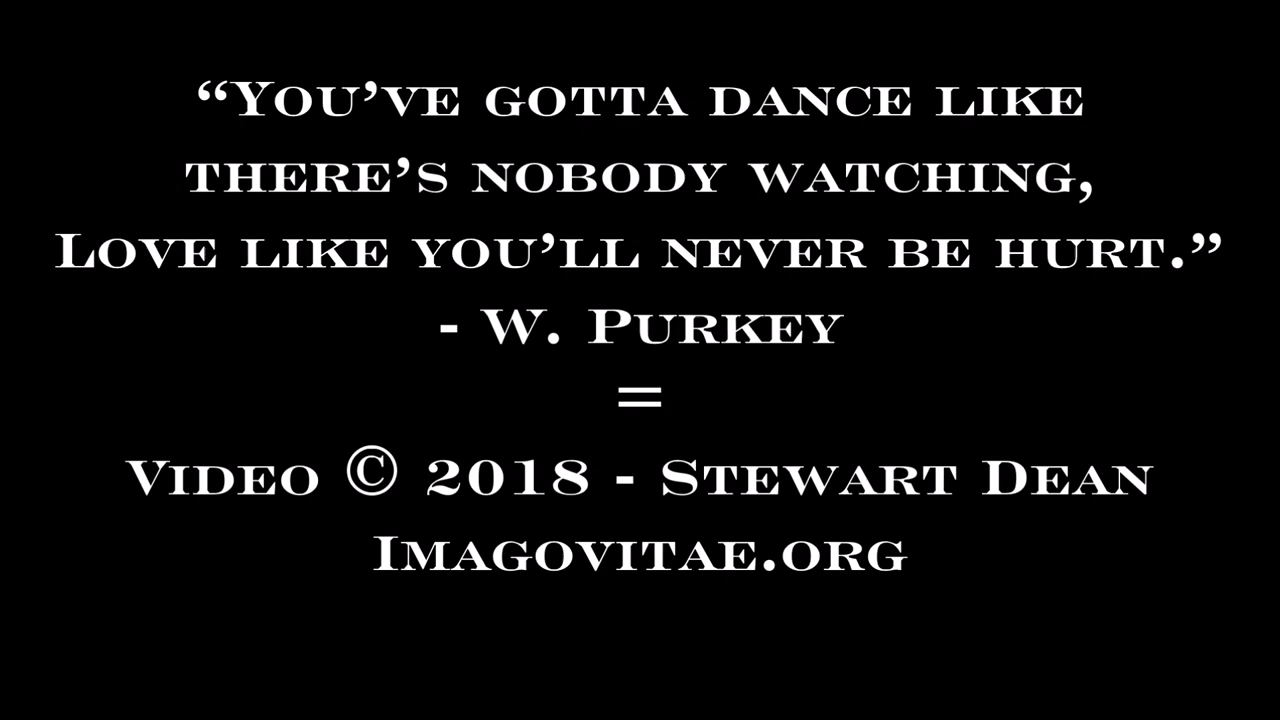 “You’ve gotta dance like
there’s nobody watching,
Love like you’ll never be hurt.”
- W. Purkey
=
Video © 2018 - Stewart Dean
Imagovitae.org